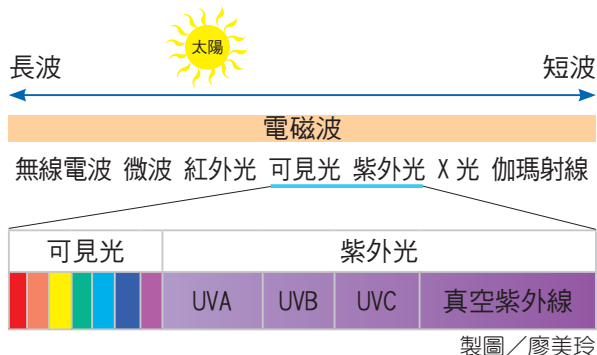 太陽
長波 短波
電磁波
無線電波 微波 紅外光 可見光 紫外光 X光 伽瑪射線
可見光 紫外光
UVA UVB UVC 真空紫外線
製圖／廖美玲